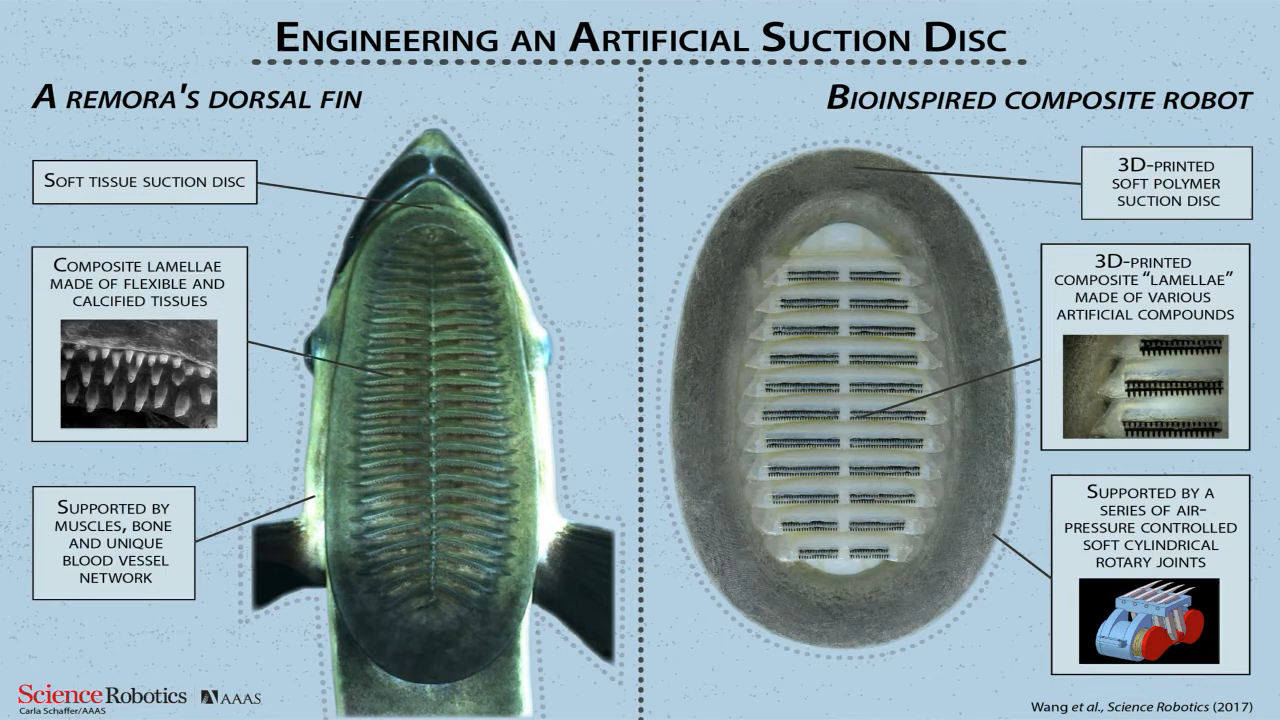 ENGINEERING AN ARTIFICIAL SUCTION DISC
A REMORA'S DORSAL FIN
SOFT TISSUE SUCTION DISC
COMPOSITE LAMELLAE
MADE OF FLEXIBLE AND
CALCIFIED TISSUES
SUPPORTED BY
MUSCLES, BONE
AND UNIQUE
BLOOD VESSEL
NETWORK
BIOINSPIRED COMPOSITE ROBOT
3D-PRINTED
SOFT POLYMER
SUCTION DISC
3D-PRINTED
COMPOSITE “LAMELLAE”
MADE OF VARIOUS
ARTIFICIAL COMPOUNDS
SUPPORTED BY A
SERIES OF AIR-
PRESSURE CONTROLLED
SOFT CYLINDRICAL
ROTARY JOINTS
Science Robotics AAAS
Carla Schaffer/AAAS
Wang et al., Science Robotics (2017)